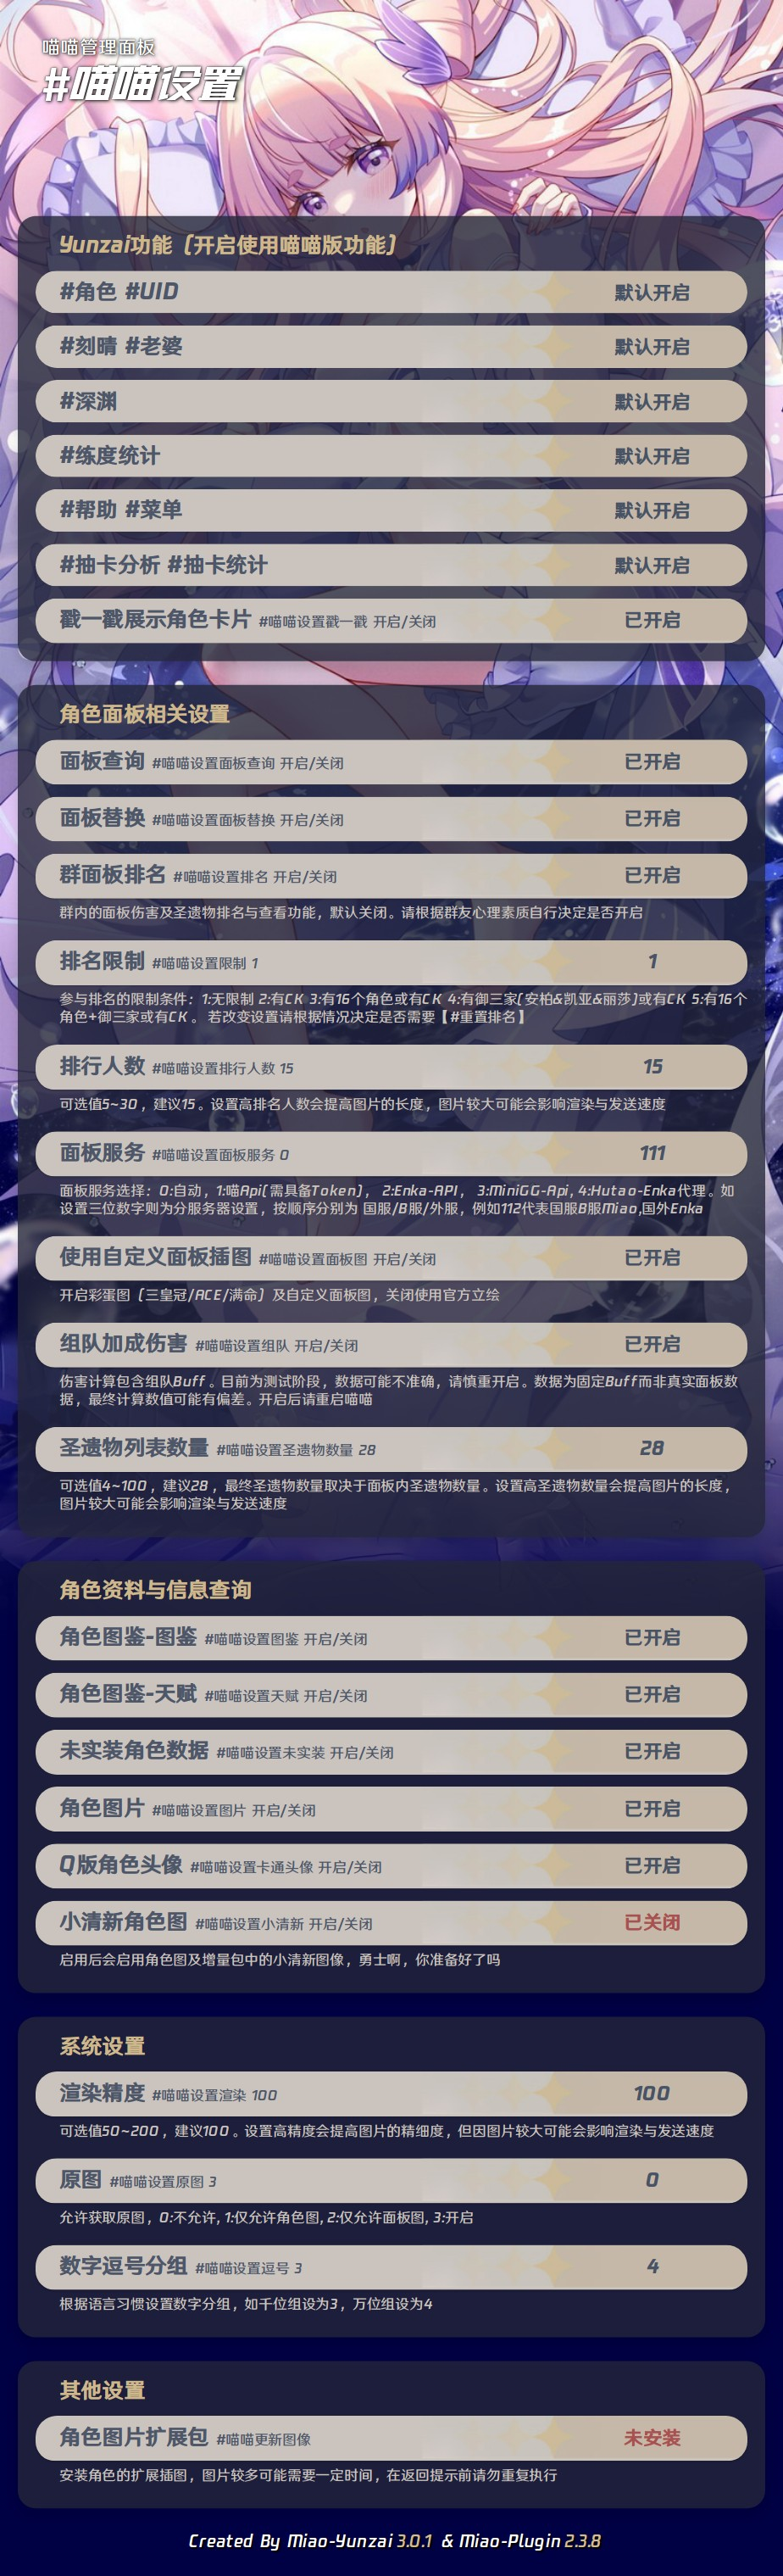 喵喵管理面板
#喵喵设置
Yunzai功能（开启使用喵喵版功能）
#角色 #UID 默认开启
#刻晴 #老婆 默认开启
#深渊 默认开启
#练度统计 默认开启
#帮助 #菜单 默认开启
#抽卡分析 #抽卡统计 默认开启
戳一戳展示角色卡片 #喵喵设置戳一戳 开启/关闭 已开启
角色面板相关设置
面板查询 #喵喵设置面板查询 开启/关闭 已开启
面板替换 #喵喵设置面板替换 开启/关闭 已开启
群面板排名 #喵喵设置排名 开启/关闭 已开启
群内的面板伤害及圣遗物排名与查看功能，默认关闭。请根据群友心理素质自行决定是否开启
排名限制 #喵喵设置限制 1 1
参与排名的限制条件：1:无限制 2:有CK 3:有16个角色或有CK 4:有御三家(安柏&凯亚&丽莎)或有CK 5:有16个
角色+御三家或有CK 。 若改变设置请根据情况决定是否需要【#重置排名】
排行人数 #喵喵设置排行人数 15 15
可选值5~30，建议15。设置高排名人数会提高图片的长度，图片较大可能会影响渲染与发送速度
面板服务 #喵喵设置面板服务 0 111
面板服务选择：0:自动，1:喵Api(需具备Token)， 2:Enka-API， 3:MiniGG-Api, 4:Hutao-Enka代理。如
设置三位数字则为分服务器设置，按顺序分别为 国服/B服/外服，例如112代表国服B服Miao,国外Enka
使用自定义面板插图 #喵喵设置面板图 开启/关闭 已开启
开启彩蛋图（三皇冠/ACE/满命）及自定义面板图，关闭使用官方立绘
组队加成伤害 #喵喵设置组队 开启/关闭 已开启
伤害计算包含组队Buff。目前为测试阶段，数据可能不准确，请慎重开启。数据为固定Buff而非真实面板数
据，最终计算数值可能有偏差。开启后请重启喵喵
圣遗物列表数量 #喵喵设置圣遗物数量 28 28
可选值4~100，建议28，最终圣遗物数量取决于面板内圣遗物数量。设置高圣遗物数量会提高图片的长度，
图片较大可能会影响渲染与发送速度
角色资料与信息查询
角色图鉴-图鉴 #喵喵设置图鉴 开启/关闭 已开启
角色图鉴-天赋 #喵喵设置天赋 开启/关闭 已开启
未实装角色数据 #喵喵设置未实装 开启/关闭 已开启
角色图片 #喵喵设置图片 开启/关闭 已开启
Q版角色头像 #喵喵设置卡通头像 开启/关闭 已开启
小清新角色图 #喵喵设置小清新 开启/关闭 已关闭
启用后会启用角色图及增量包中的小清新图像，勇士啊，你准备好了吗
系统设置
渲染精度 #喵喵设置渲染 100 100
可选值50~200，建议100。设置高精度会提高图片的精细度，但因图片较大可能会影响渲染与发送速度
原图 #喵喵设置原图 3 0
允许获取原图，0:不允许, 1:仅允许角色图, 2:仅允许面板图, 3:开启
数字逗号分组 #喵喵设置逗号 3 4
根据语言习惯设置数字分组，如千位组设为3，万位组设为4
其他设置
角色图片扩展包 #喵喵更新图像 未安装
安装角色的扩展插图，图片较多可能需要一定时间，在返回提示前请勿重复执行
Created By Miao-Yunzai 3.0.1 & Miao-Plugin 2.3.8